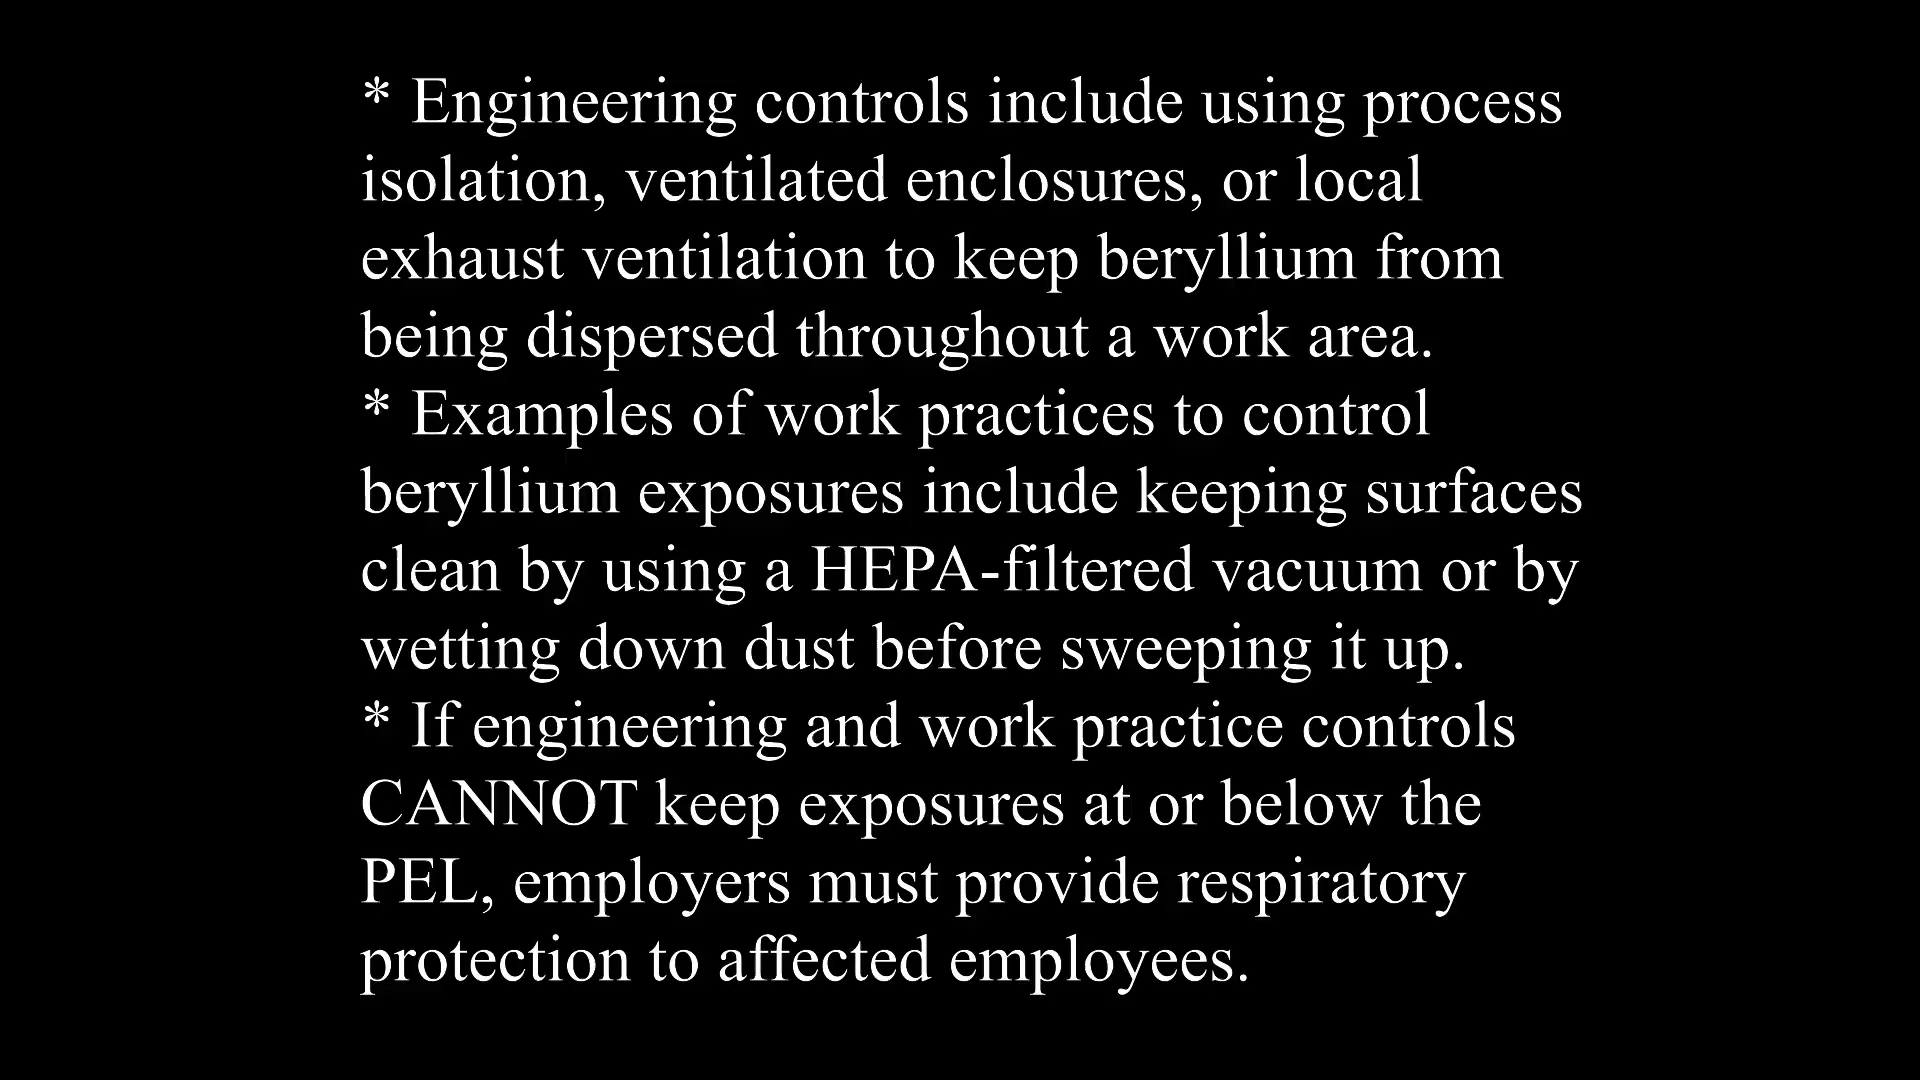 * Engineering controls include using process
isolation, ventilated enclosures, or local
exhaust ventilation to keep beryllium from
being dispersed throughout a work area.
* Examples of work practices to control
beryllium exposures include keeping surfaces
clean by using a HEPA-filtered vacuum or by
wetting down dust before sweeping it up.
* If engineering and work practice controls
CANNOT keep exposures at or below the
PEL, employers must provide respiratory
protection to affected employees.